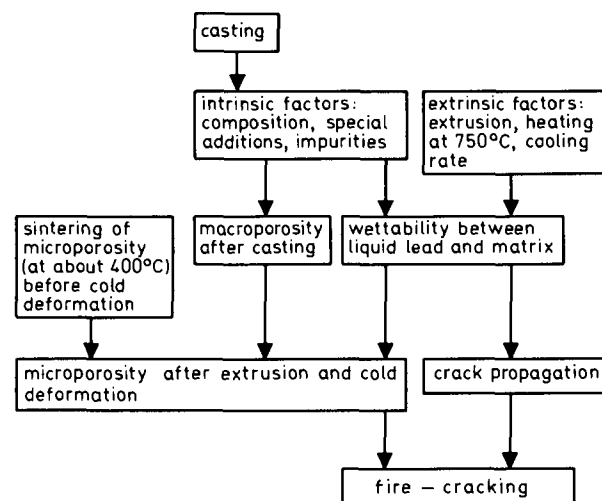 casting
intrinsic factors:
composition, special
additions, impurities
extrinsic factors:
extrusion, heating
at 750°C, cooling
rate
sintering of
microporosity
(at about 400°C)
before cold
deformation
macroporosity
after casting
wettability between
liquid lead and matrix
microporosity after extrusion and cold
deformation
crack propagation
fire – cracking